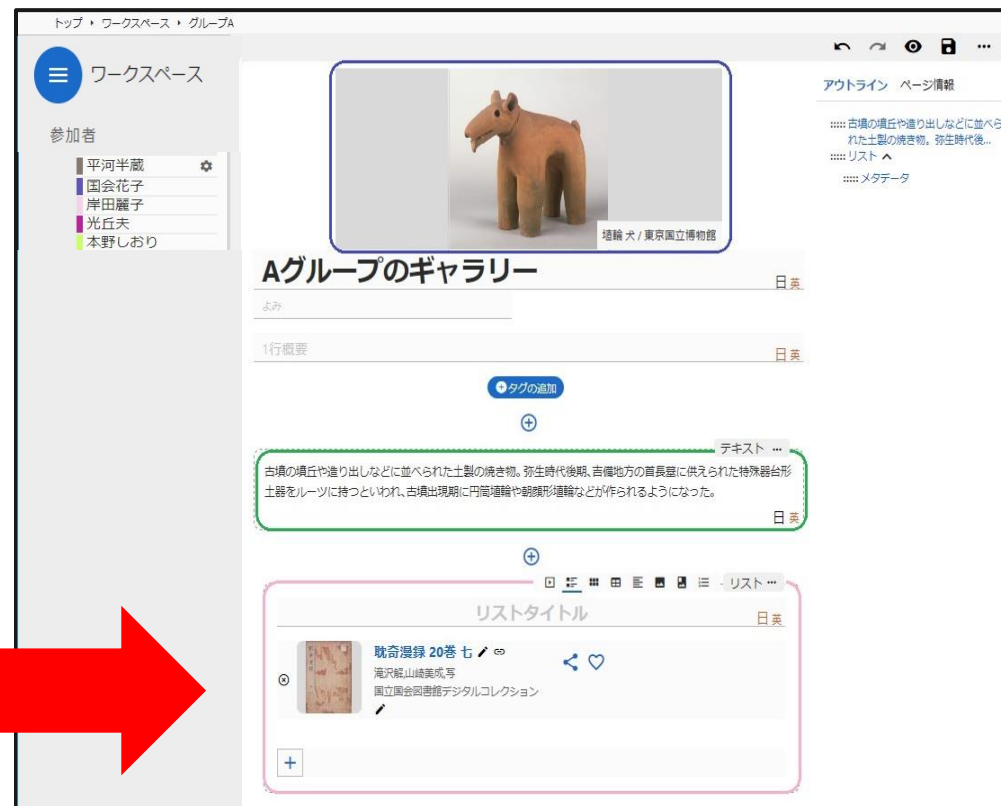 トップ ・ ワークスペース ・ グループA
ワークスペース
参加者
平河半蔵
国会花子
岸田麗子
光丘夫
本野しおり
埴輪 犬 / 東京国立博物館
Aグループのギャラリー
日 英
よみ
1行概要
日 英
タグの追加
テキスト …
古墳の墳丘や造り出しなどに並べられた土製の焼き物。弥生時代後期、吉備地方の首長墓に供えられた特殊器台形
土器をルーツに持つといわれ、古墳出現期に円筒埴輪や朝顔形埴輪などが作られるようになった。
日 英
リスト …
リストタイトル
日 英
耽奇漫録 20巻 七
滝沢解,山崎美成,写
国立国会図書館デジタルコレクション
アウトライン ページ情報
古墳の墳丘や造り出しなどに並べら
れた土製の焼き物。弥生時代後...
リスト
メタデータ